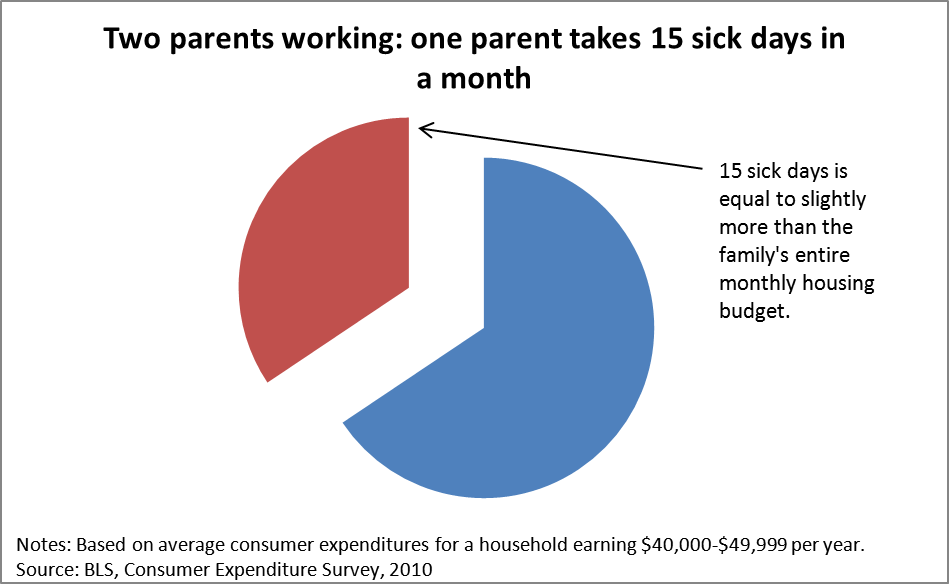 Two parents working: one parent takes 15 sick days in
a month
15 sick days is
equal to slightly
more than the
family's entire
monthly housing
budget.
Notes: Based on average consumer expenditures for a household earning $40,000-$49,999 per year.
Source: BLS, Consumer Expenditure Survey, 2010